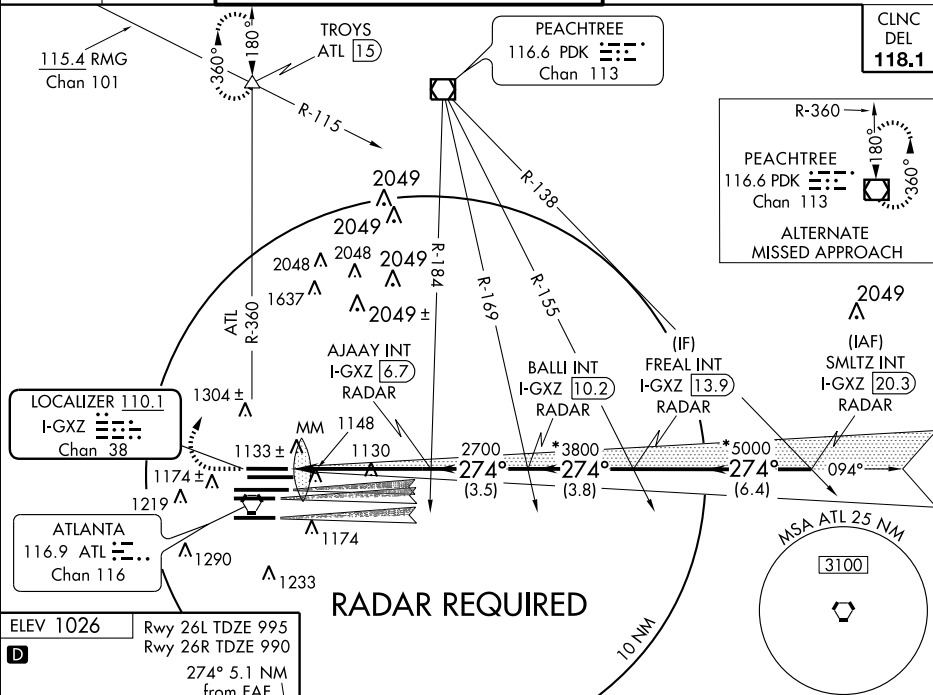 TROYS
ATL 15
115.4 RMG
Chan 101
360°
180°
R-115
PEACHTREE
116.6 PDK
Chan 113
CLNC
DEL
118.1
R-360
180°
360°
PEACHTREE
116.6 PDK
Chan 113
ALTERNATE
MISSED APPROACH
R-138
R-184
R-169
R-155
2049
2049
2048
2048
2049
1637
2049 ±
2049
ATL
R-360
AJAAY INT
I-GXZ 6.7
RADAR
BALLI INT
I-GXZ 10.2
RADAR
(IF)
FREAL INT
I-GXZ 13.9
RADAR
(IAF)
SMLTZ INT
I-GXZ 20.3
RADAR
LOCALIZER 110.1
I-GXZ
Chan 38
1304 ±
MM
1148
1133 ±
1130
1174 ±
1219
2700
274°
(3.5)
*3800
274°
(3.8)
*5000
274°
(6.4)
094°
ATLANTA
116.9 ATL
Chan 116
1290
1174
1233
RADAR REQUIRED
10 NM
MSA ATL 25 NM
3100
ELEV 1026
D
Rwy 26L TDZE 995
Rwy 26R TDZE 990
274° 5.1 NM
from FAF